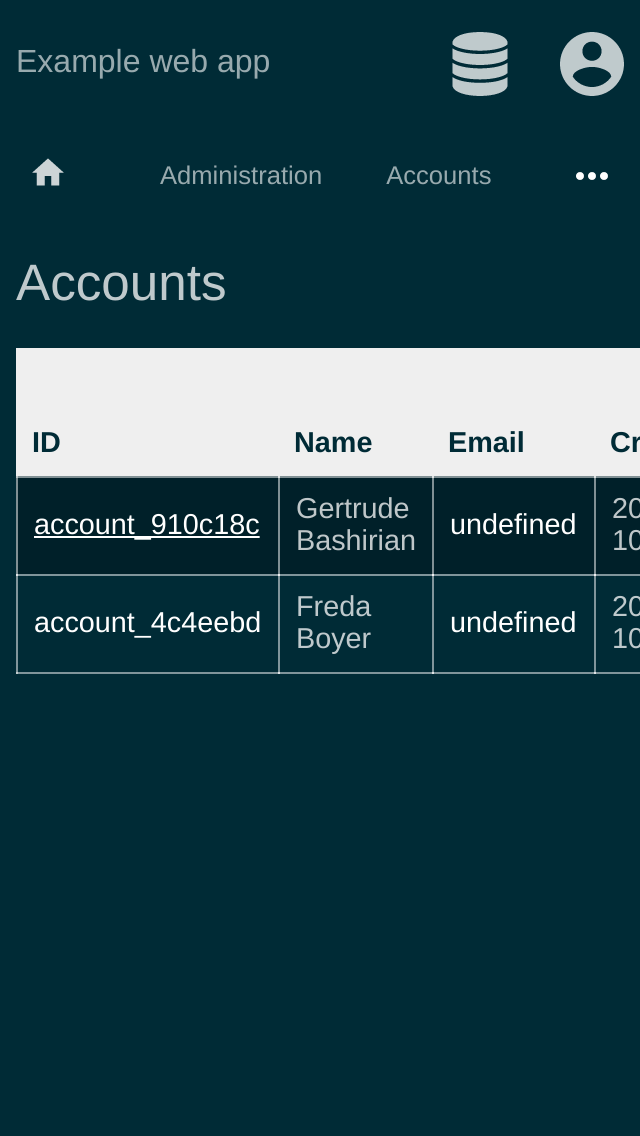 Example web app
Administration Accounts
Accounts
ID Name Email Cr
account_910c18c Gertrude Bashirian undefined 20 10
account_4c4eebd Freda Boyer undefined 20 10